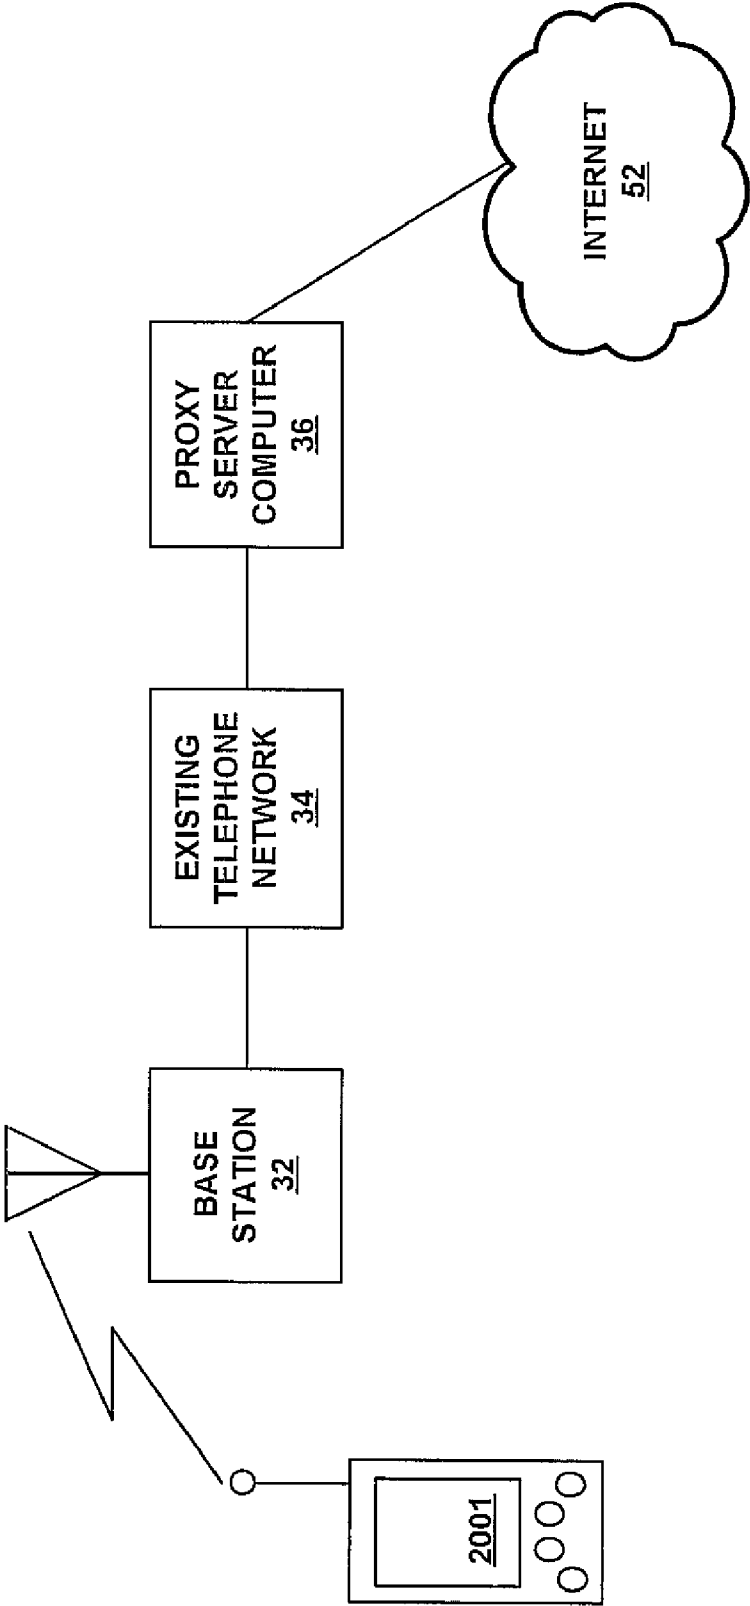 2001
BASE
STATION
32
EXISTING
TELEPHONE
NETWORK
34
PROXY
SERVER
COMPUTER
36
INTERNET
52